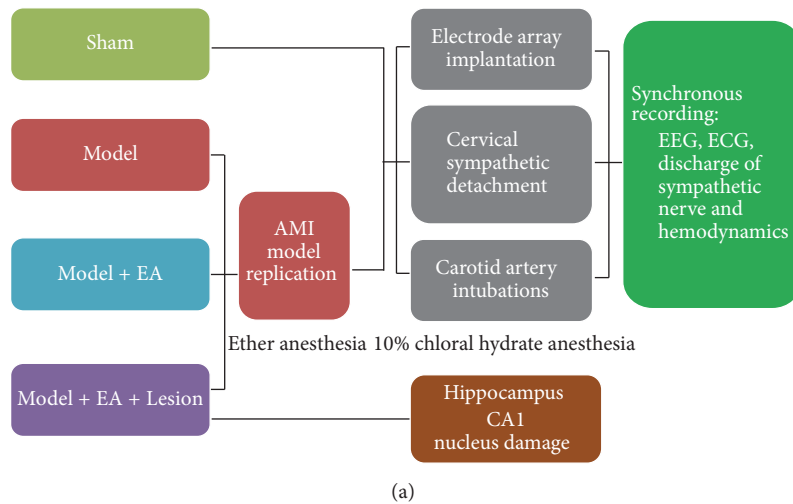 Sham
Model
Model + EA
Model + EA + Lesion
AMI
model
replication
Electrode array
implantation
Cervical
sympathetic
detachment
Carotid artery
intubations
Synchronous
recording:
EEG, ECG,
discharge of
sympathetic
nerve and
hemodynamics
Ether anesthesia 10% chloral hydrate anesthesia
Hippocampus
CA1
nucleus damage
(a)